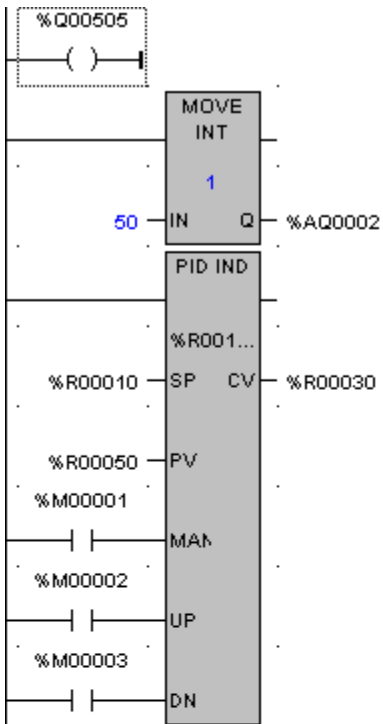 %Q00505
MOVE
INT
1
50 IN Q %AQ0002
PID IND
%R001...
%R00010 SP CV %R00030
%R00050 PV
%M00001
MAN
%M00002
UP
%M00003
DN